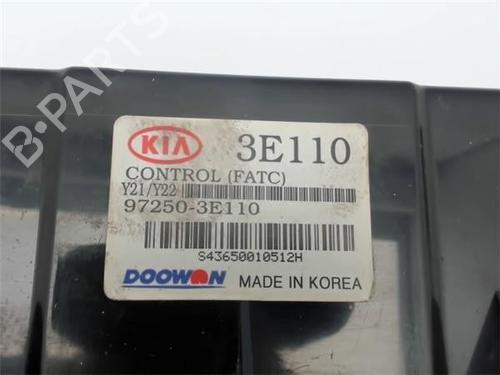 KIA 3E110
CONTROL (FATC)
Y21/Y22
97250-3E110
S43650010512H
DOOWON MADE IN KOREA
B-PARTS